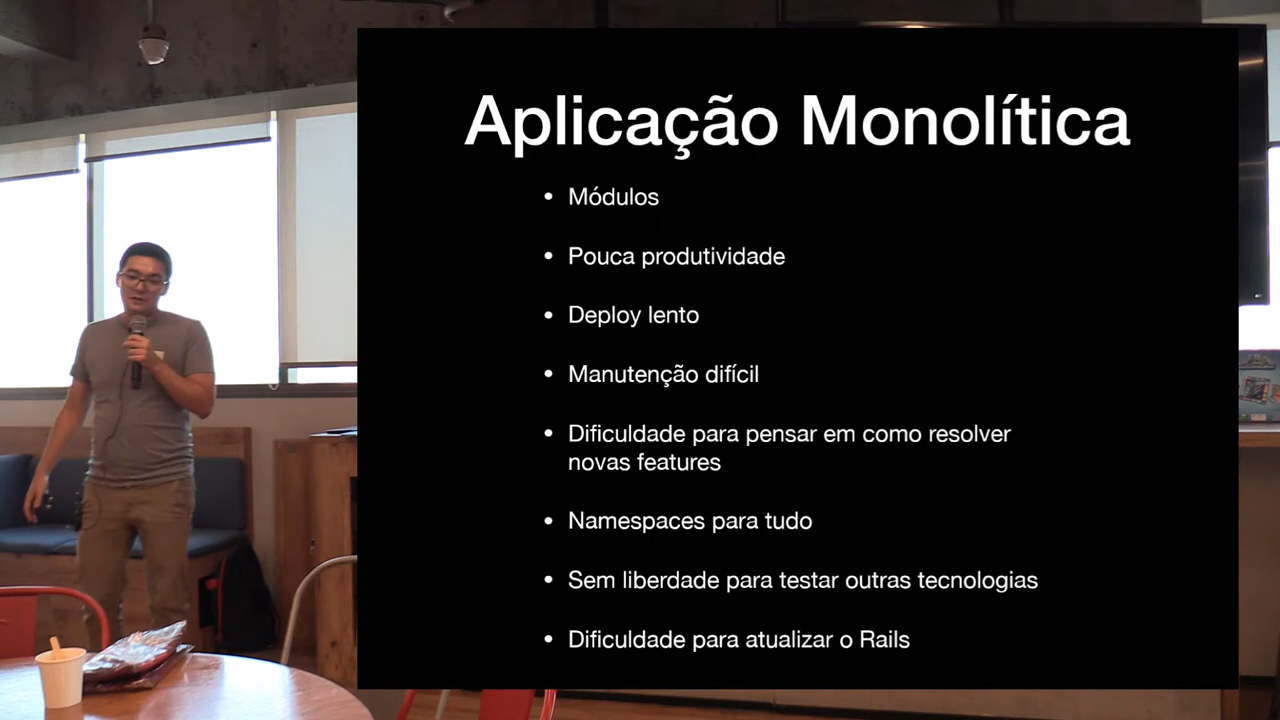 Aplicação Monolítica
• Módulos
• Pouca produtividade
• Deploy lento
• Manutenção difícil
• Dificuldade para pensar em como resolver
novas features
• Namespaces para tudo
• Sem liberdade para testar outras tecnologias
• Dificuldade para atualizar o Rails